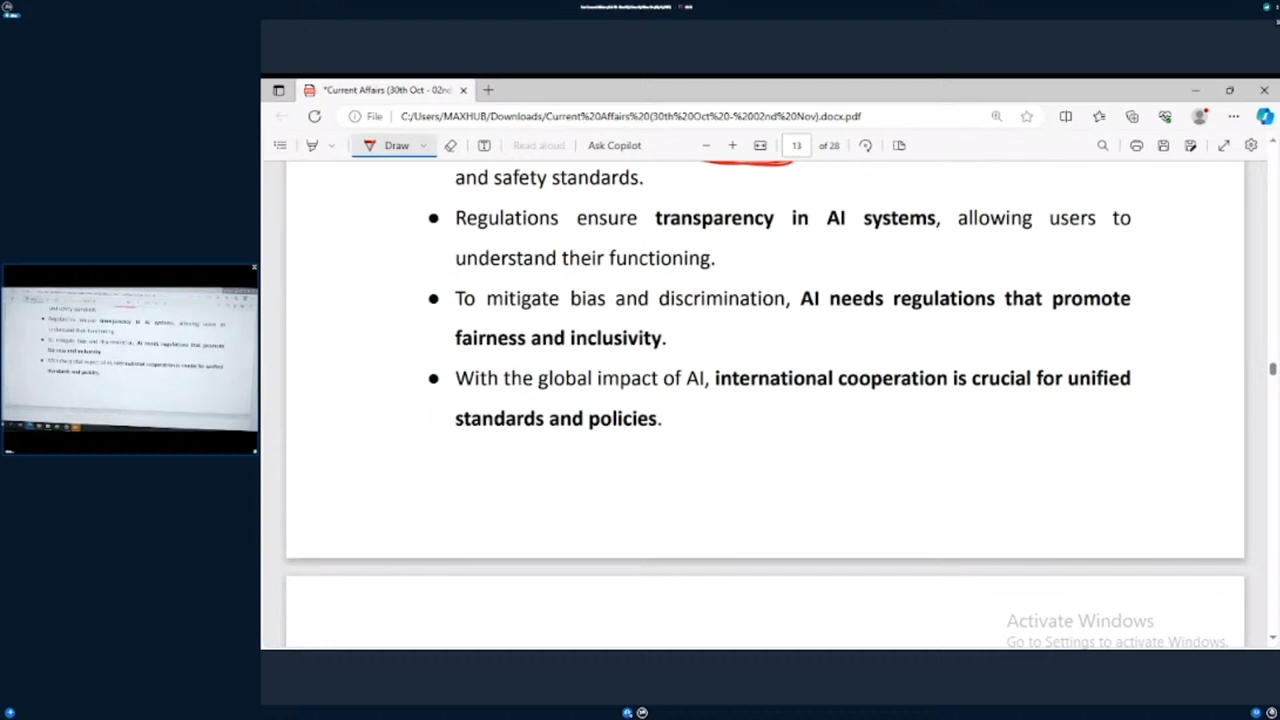 *Current Affairs (30th Oct - 02nd
File
C:/Users/MAXHUB/Downloads/Current%20Affairs%20(30th%20Oct%20-%2002nd%20Nov).docx.pdf
Draw
Read aloud
Ask Copilot
13 of 28
and safety standards.
● Regulations ensure transparency in AI systems, allowing users to
understand their functioning.
● To mitigate bias and discrimination, AI needs regulations that promote
fairness and inclusivity.
● With the global impact of AI, international cooperation is crucial for unified
standards and policies.
Activate Windows
Go to Settings to activate Windows.